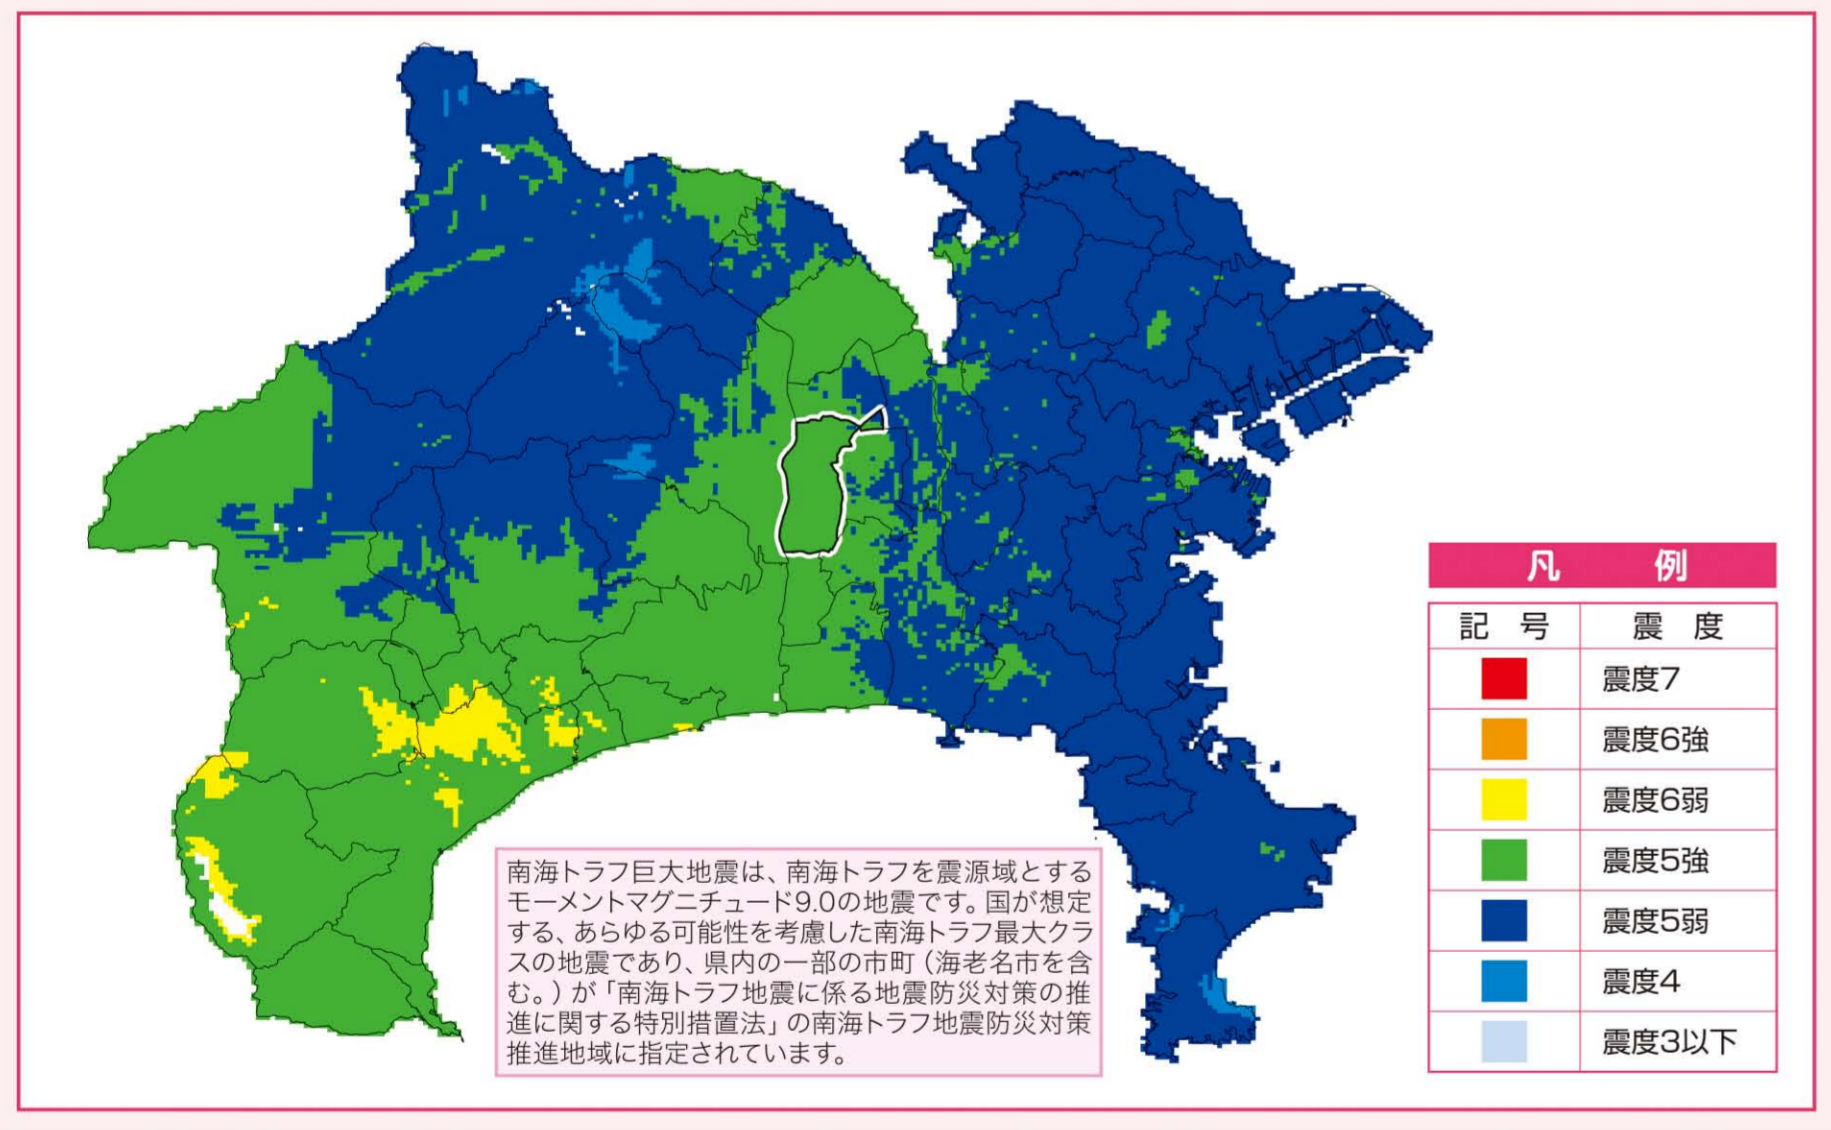 南海トラフ巨大地震は、南海トラフを震源域とする
モーメントマグニチュード9.0の地震です。国が想定
する、あらゆる可能性を考慮した南海トラフ最大クラ
スの地震であり、県内の一部の市町（海老名市を含
む。）が「南海トラフ地震に係る地震防災対策の推
進に関する特別措置法」の南海トラフ地震防災対策
推進地域に指定されています。
凡　例
記　号　震　度
震度7
震度6強
震度6弱
震度5強
震度5弱
震度4
震度3以下